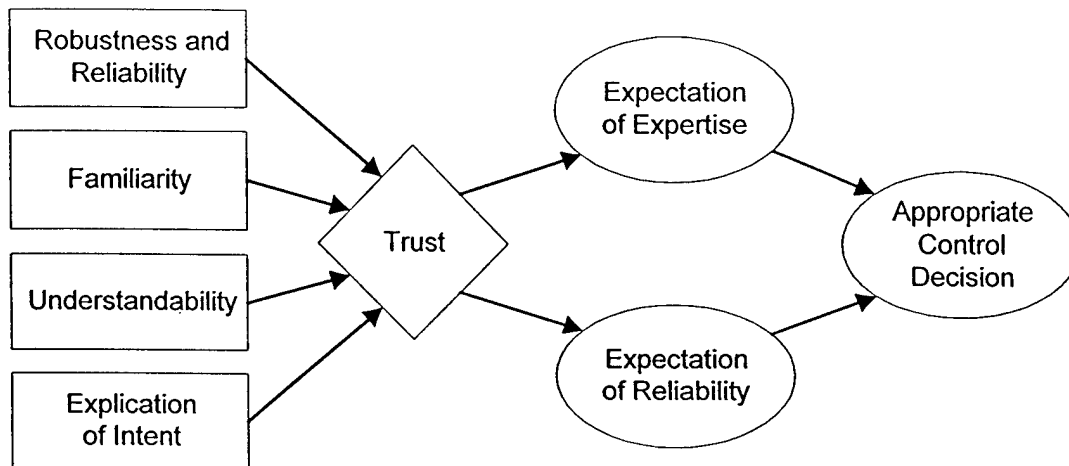 Robustness and
Reliability
Familiarity
Understandability
Explication
of Intent
Trust
Expectation
of Expertise
Expectation
of Reliability
Appropriate
Control
Decision